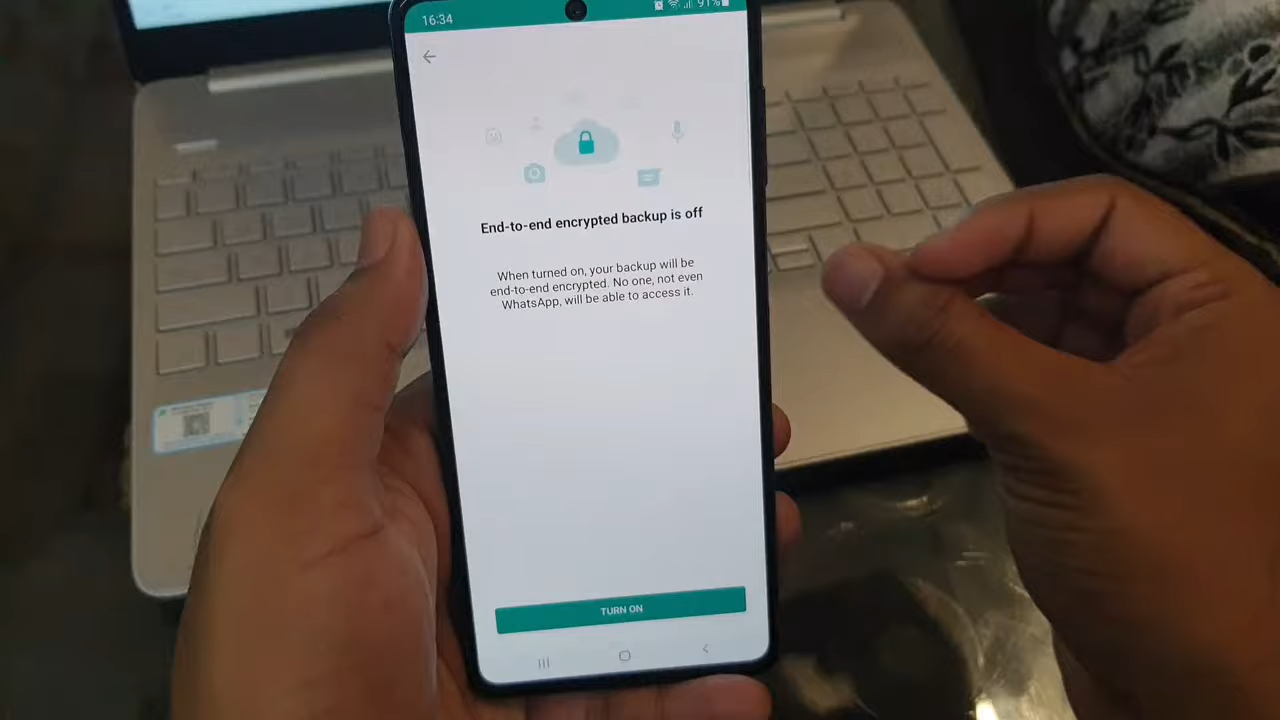 16:34
91%
End-to-end encrypted backup is off
When turned on, your backup will be
end-to-end encrypted. No one, not even
WhatsApp, will be able to access it.
TURN ON